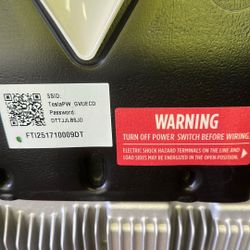 SSID:
TeslaPW_GVUECD
Password:
FTI251710009DT
WARNING
TURN OFF POWER SWITCH BEFORE WIRING
ELECTRIC SHOCK HAZARD TERMINALS ON THE LINE AND
LOAD SIDES MAY BE ENERGIZED IN THE OPEN POSITION.